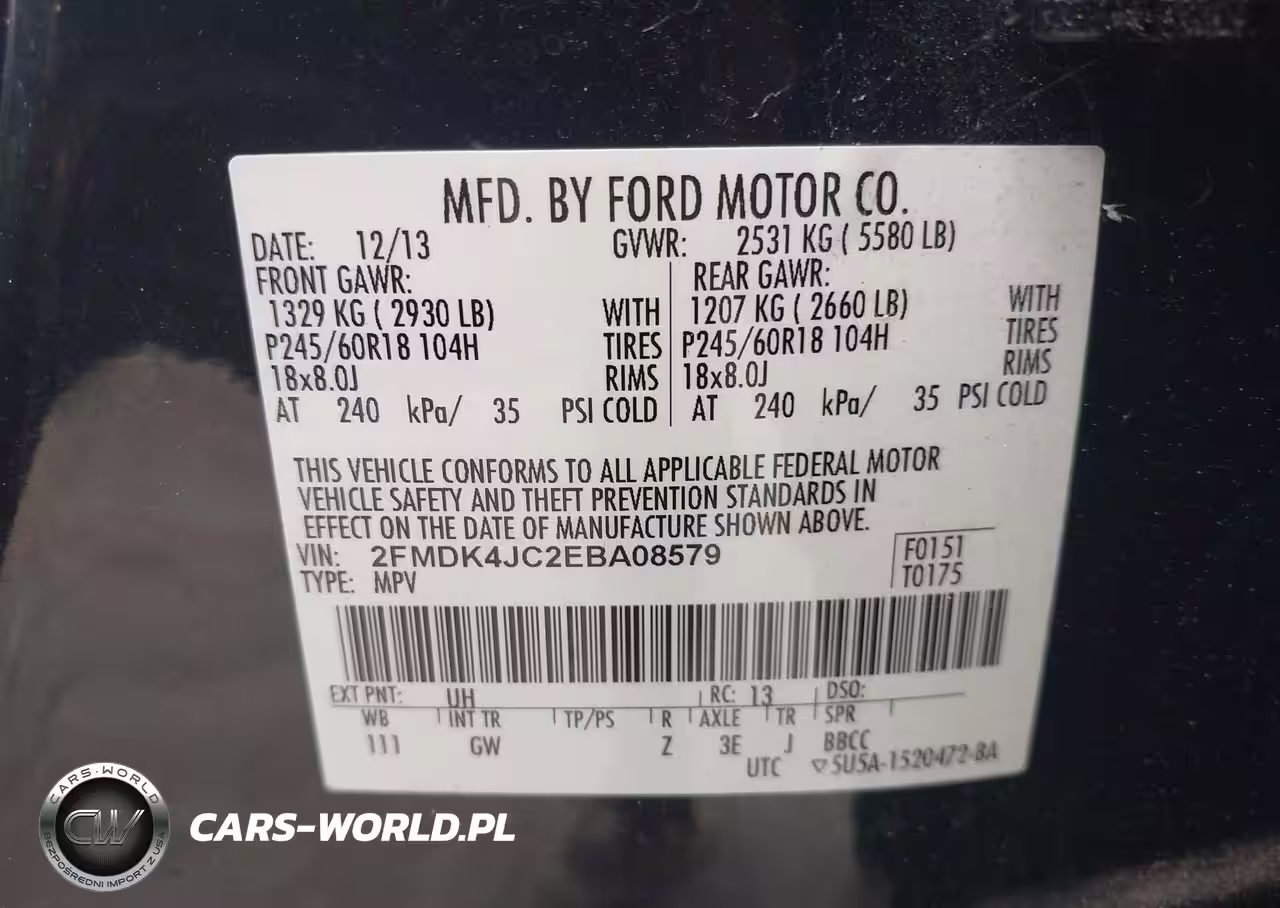 MFD. BY FORD MOTOR CO.
DATE: 12/13 GVWR: 2531 KG ( 5580 LB)
FRONT GAWR: REAR GAWR:
1329 KG ( 2930 LB) WITH 1207 KG ( 2660 LB) WITH
P245/60R18 104H TIRES P245/60R18 104H TIRES
18x8.0J RIMS 18x8.0J RIMS
AT 240 kPa/ 35 PSI COLD AT 240 kPa/ 35 PSI COLD
THIS VEHICLE CONFORMS TO ALL APPLICABLE FEDERAL MOTOR
VEHICLE SAFETY AND THEFT PREVENTION STANDARDS IN
EFFECT ON THE DATE OF MANUFACTURE SHOWN ABOVE.
VIN: 2FMDK4JC2EBA08579 F0151
TYPE: MPV T0175
EXT PNT: UH RC: 13 DSO:
WB INT TR TP/PS R AXLE TR SPR
111 GW Z 3E J BBCC
UTC ▽5U5A-1520472-BA
CARS-WORLD
CW
BEZPOŚREDNI IMPORT Z USA
CARS-WORLD.PL